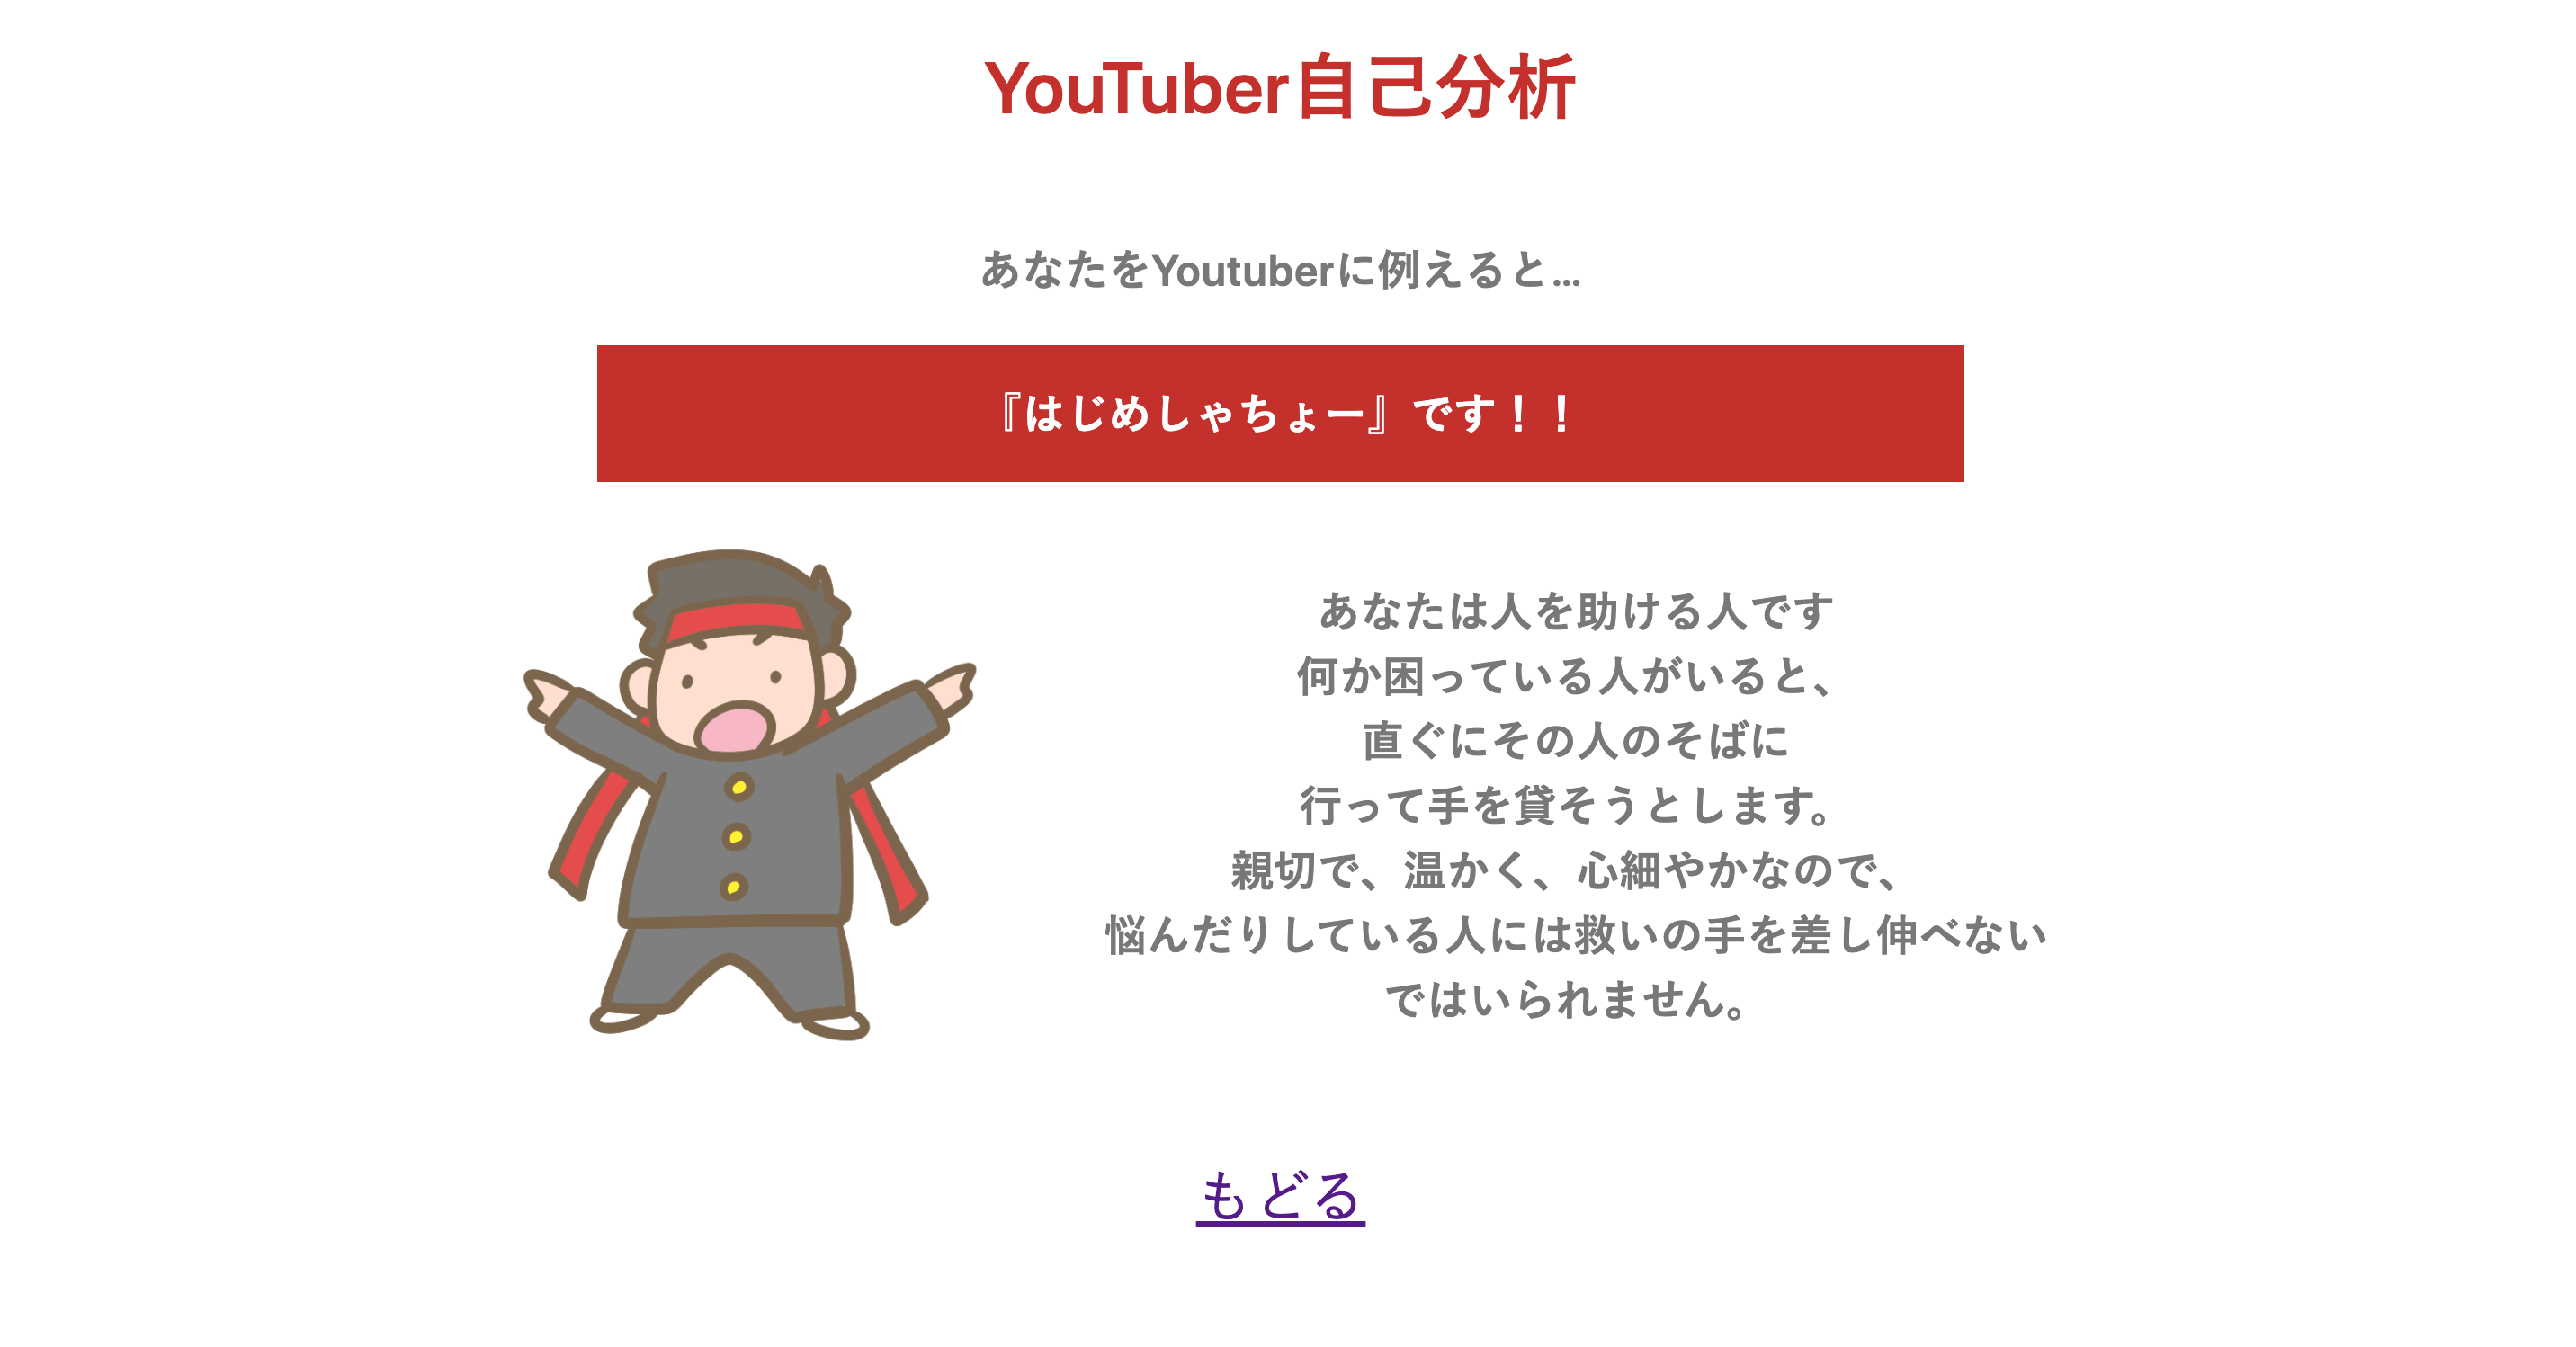 YouTuber自己分析
あなたをYoutuberに例えると...
『はじめしゃちょー』です！！
あなたは人を助ける人です
何か困っている人がいると、
直ぐにその人のそばに
行って手を貸そうとします。
親切で、温かく、心細やかなので、
悩んだりしている人には救いの手を差し伸べない
ではいられません。
もどる